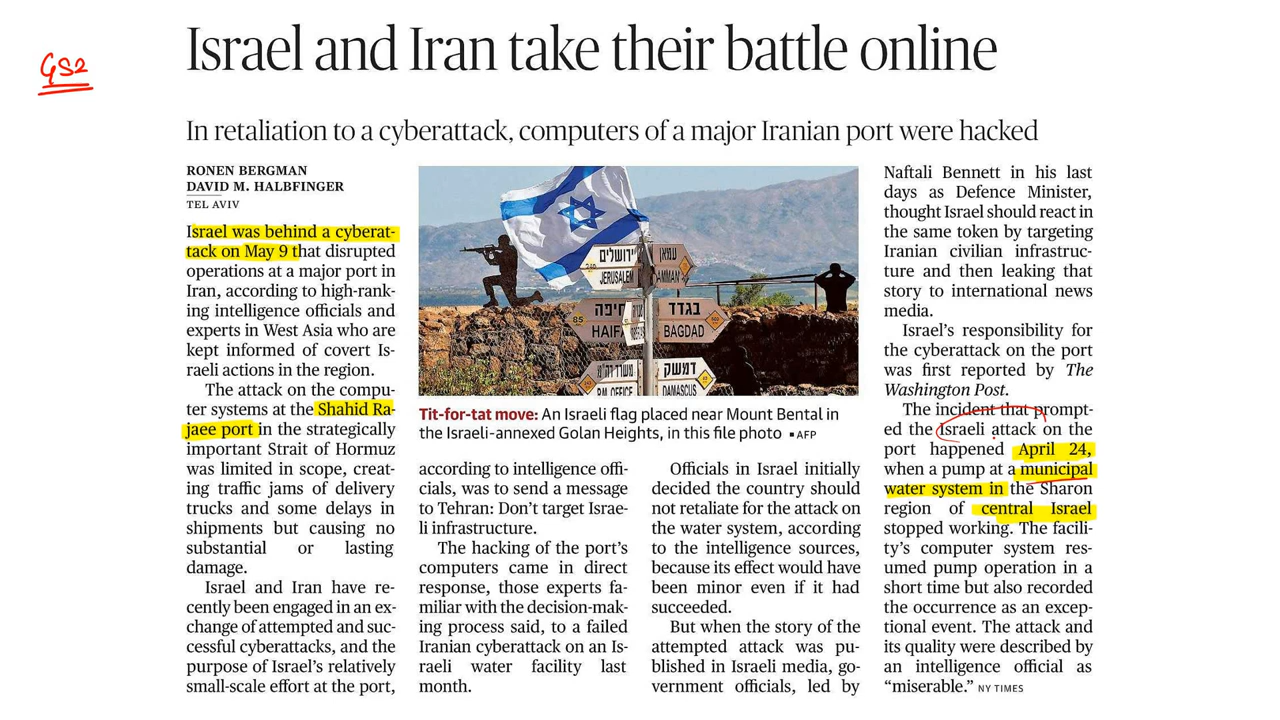 GS2
Israel and Iran take their battle online
In retaliation to a cyberattack, computers of a major Iranian port were hacked
RONEN BERGMAN
DAVID M. HALBFINGER
TEL AVIV
Israel was behind a cyberat-
tack on May 9 that disrupted
operations at a major port in
Iran, according to high-rank-
ing intelligence officials and
experts in West Asia who are
kept informed of covert Is-
raeli actions in the region.
The attack on the compu-
ter systems at the Shahid Ra-
jaee port in the strategically
important Strait of Hormuz
was limited in scope, creat-
ing traffic jams of delivery
trucks and some delays in
shipments but causing no
substantial or lasting
damage.
Israel and Iran have re-
cently been engaged in an ex-
change of attempted and suc-
cessful cyberattacks, and the
purpose of Israel's relatively
small-scale effort at the port,
ירושלים
JERUSALEM
עמאן
AMMAN
חיפה
85
HAIFA
בגדד
BAGDAD
דמשק
DAMASCUS
P.M. OFFICE
Tit-for-tat move: An Israeli flag placed near Mount Bental in
the Israeli-annexed Golan Heights, in this file photo ▪ AFP
according to intelligence offi-
cials, was to send a message
to Tehran: Don't target Israe-
li infrastructure.
The hacking of the port's
computers came in direct
response, those experts fa-
miliar with the decision-mak-
ing process said, to a failed
Iranian cyberattack on an Is-
raeli water facility last
month.
Officials in Israel initially
decided the country should
not retaliate for the attack on
the water system, according
to the intelligence sources,
because its effect would have
been minor even if it had
succeeded.
But when the story of the
attempted attack was pu-
blished in Israeli media, go-
vernment officials, led by
Naftali Bennett in his last
days as Defence Minister,
thought Israel should react in
the same token by targeting
Iranian civilian infrastruc-
ture and then leaking that
story to international news
media.
Israel's responsibility for
the cyberattack on the port
was first reported by The
Washington Post.
The incident that prompt-
ed the Israeli attack on the
port happened April 24,
when a pump at a municipal
water system in the Sharon
region of central Israel
stopped working. The facili-
ty's computer system res-
umed pump operation in a
short time but also recorded
the occurrence as an excep-
tional event. The attack and
its quality were described by
an intelligence official as
"miserable." NY TIMES